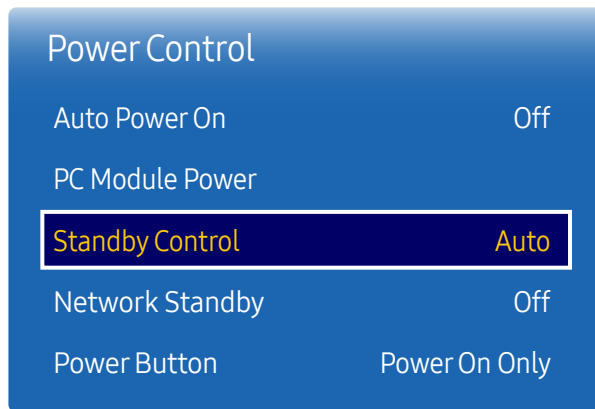 Power Control
Auto Power On Off
PC Module Power
Standby Control Auto
Network Standby Off
Power Button Power On Only